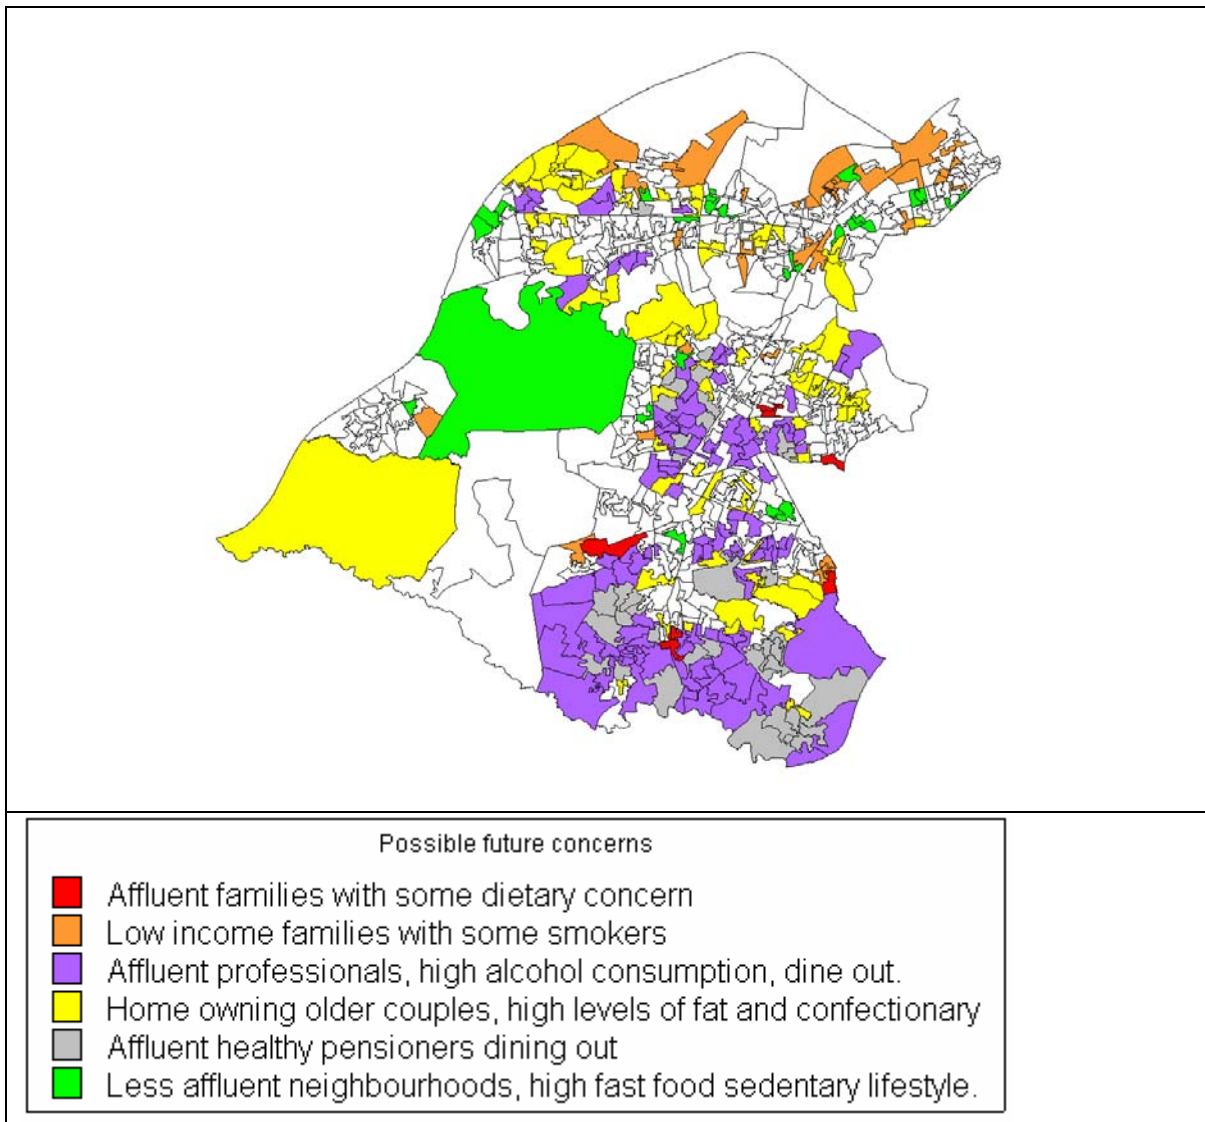 Possible future concerns
Affluent families with some dietary concern
Low income families with some smokers
Affluent professionals, high alcohol consumption, dine out.
Home owning older couples, high levels of fat and confectionary
Affluent healthy pensioners dining out
Less affluent neighbourhoods, high fast food sedentary lifestyle.